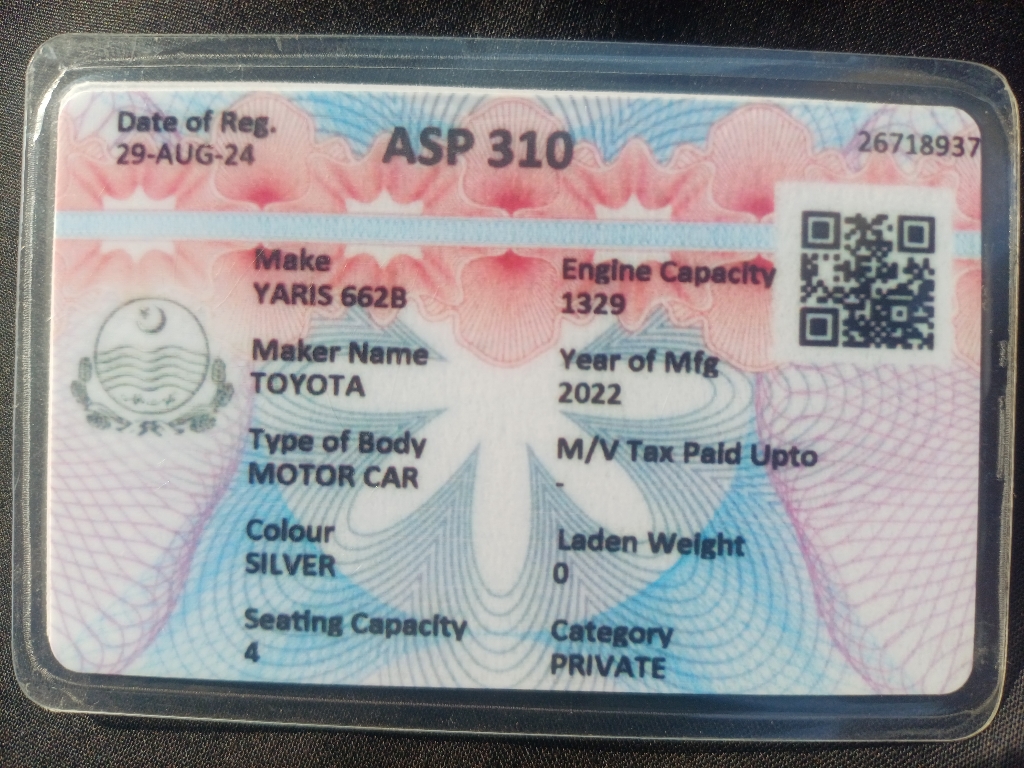 Date of Reg.
29-AUG-24
ASP 310
26718937
Make
YARIS 662B
Engine Capacity
1329
Maker Name
TOYOTA
Year of Mfg
2022
Type of Body
MOTOR CAR
M/V Tax Paid Upto
-
Colour
SILVER
Laden Weight
0
Seating Capacity
4
Category
PRIVATE